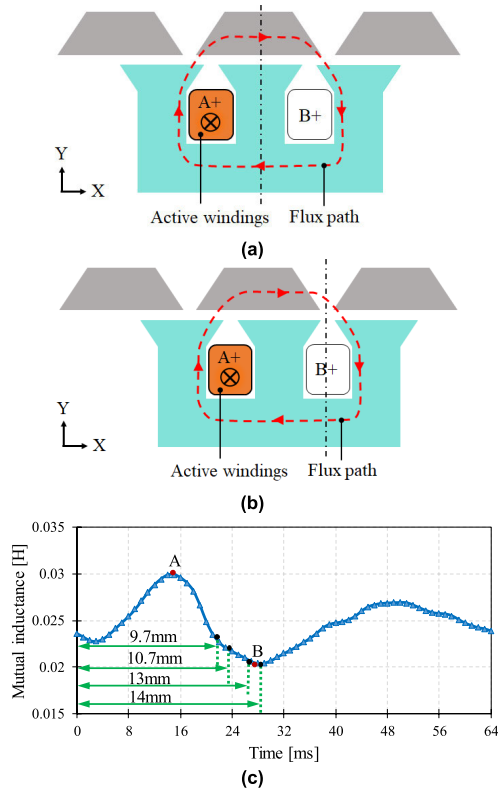 A+
B+
Y
X
Active windings
Flux path
(a)
A+
B+
Y
X
Active windings
Flux path
(b)
0.035
0.03
0.025
0.02
0.015
Mutual inductance [H]
A
B
9.7mm
10.7mm
13mm
14mm
0 8 16 24 32 40 48 56 64
Time [ms]
(c)